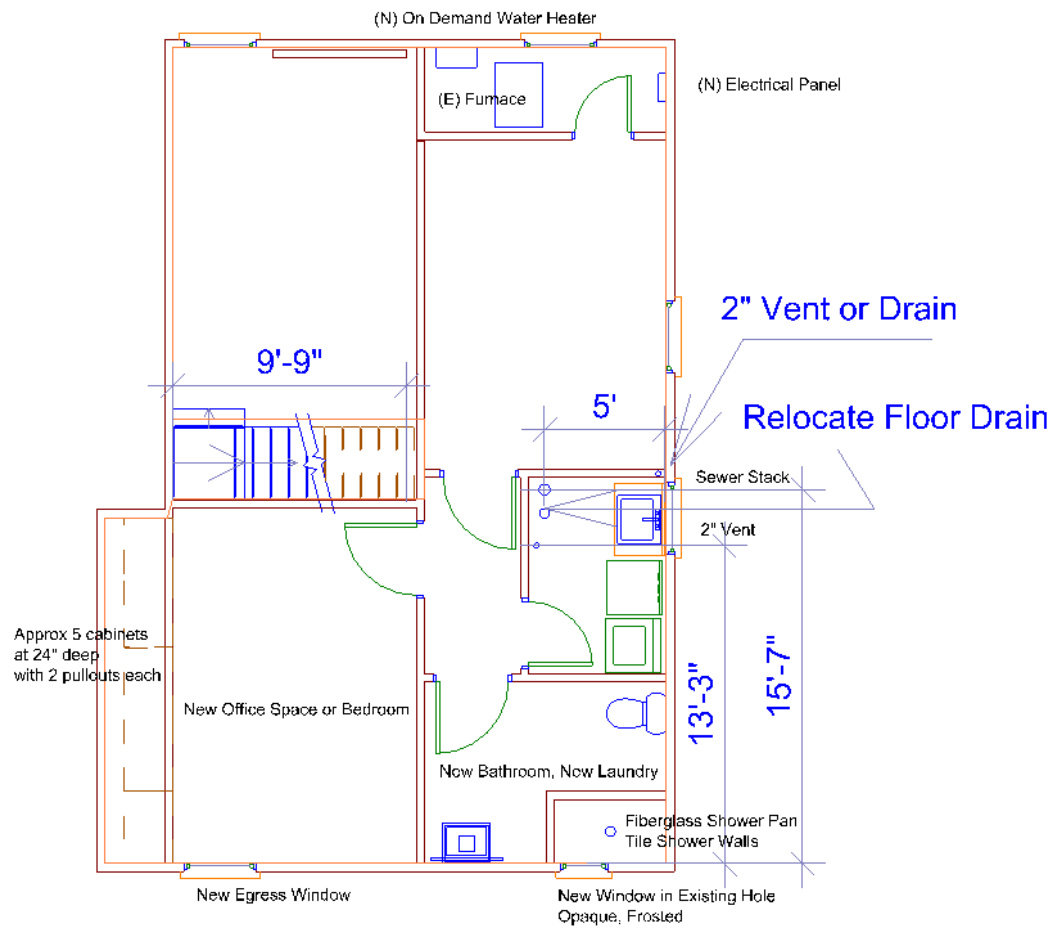 (N) On Demand Water Heater
(E) Furnace
(N) Electrical Panel
2" Vent or Drain
9'-9"
5'
Relocate Floor Drain
Sewer Stack
2" Vent
Approx 5 cabinets
at 24" deep
with 2 pullouts each
13'-3"
15'-7"
New Office Space or Bedroom
New Bathroom, New Laundry
Fiberglass Shower Pan
Tile Shower Walls
New Egress Window
New Window in Existing Hole
Opaque, Frosted